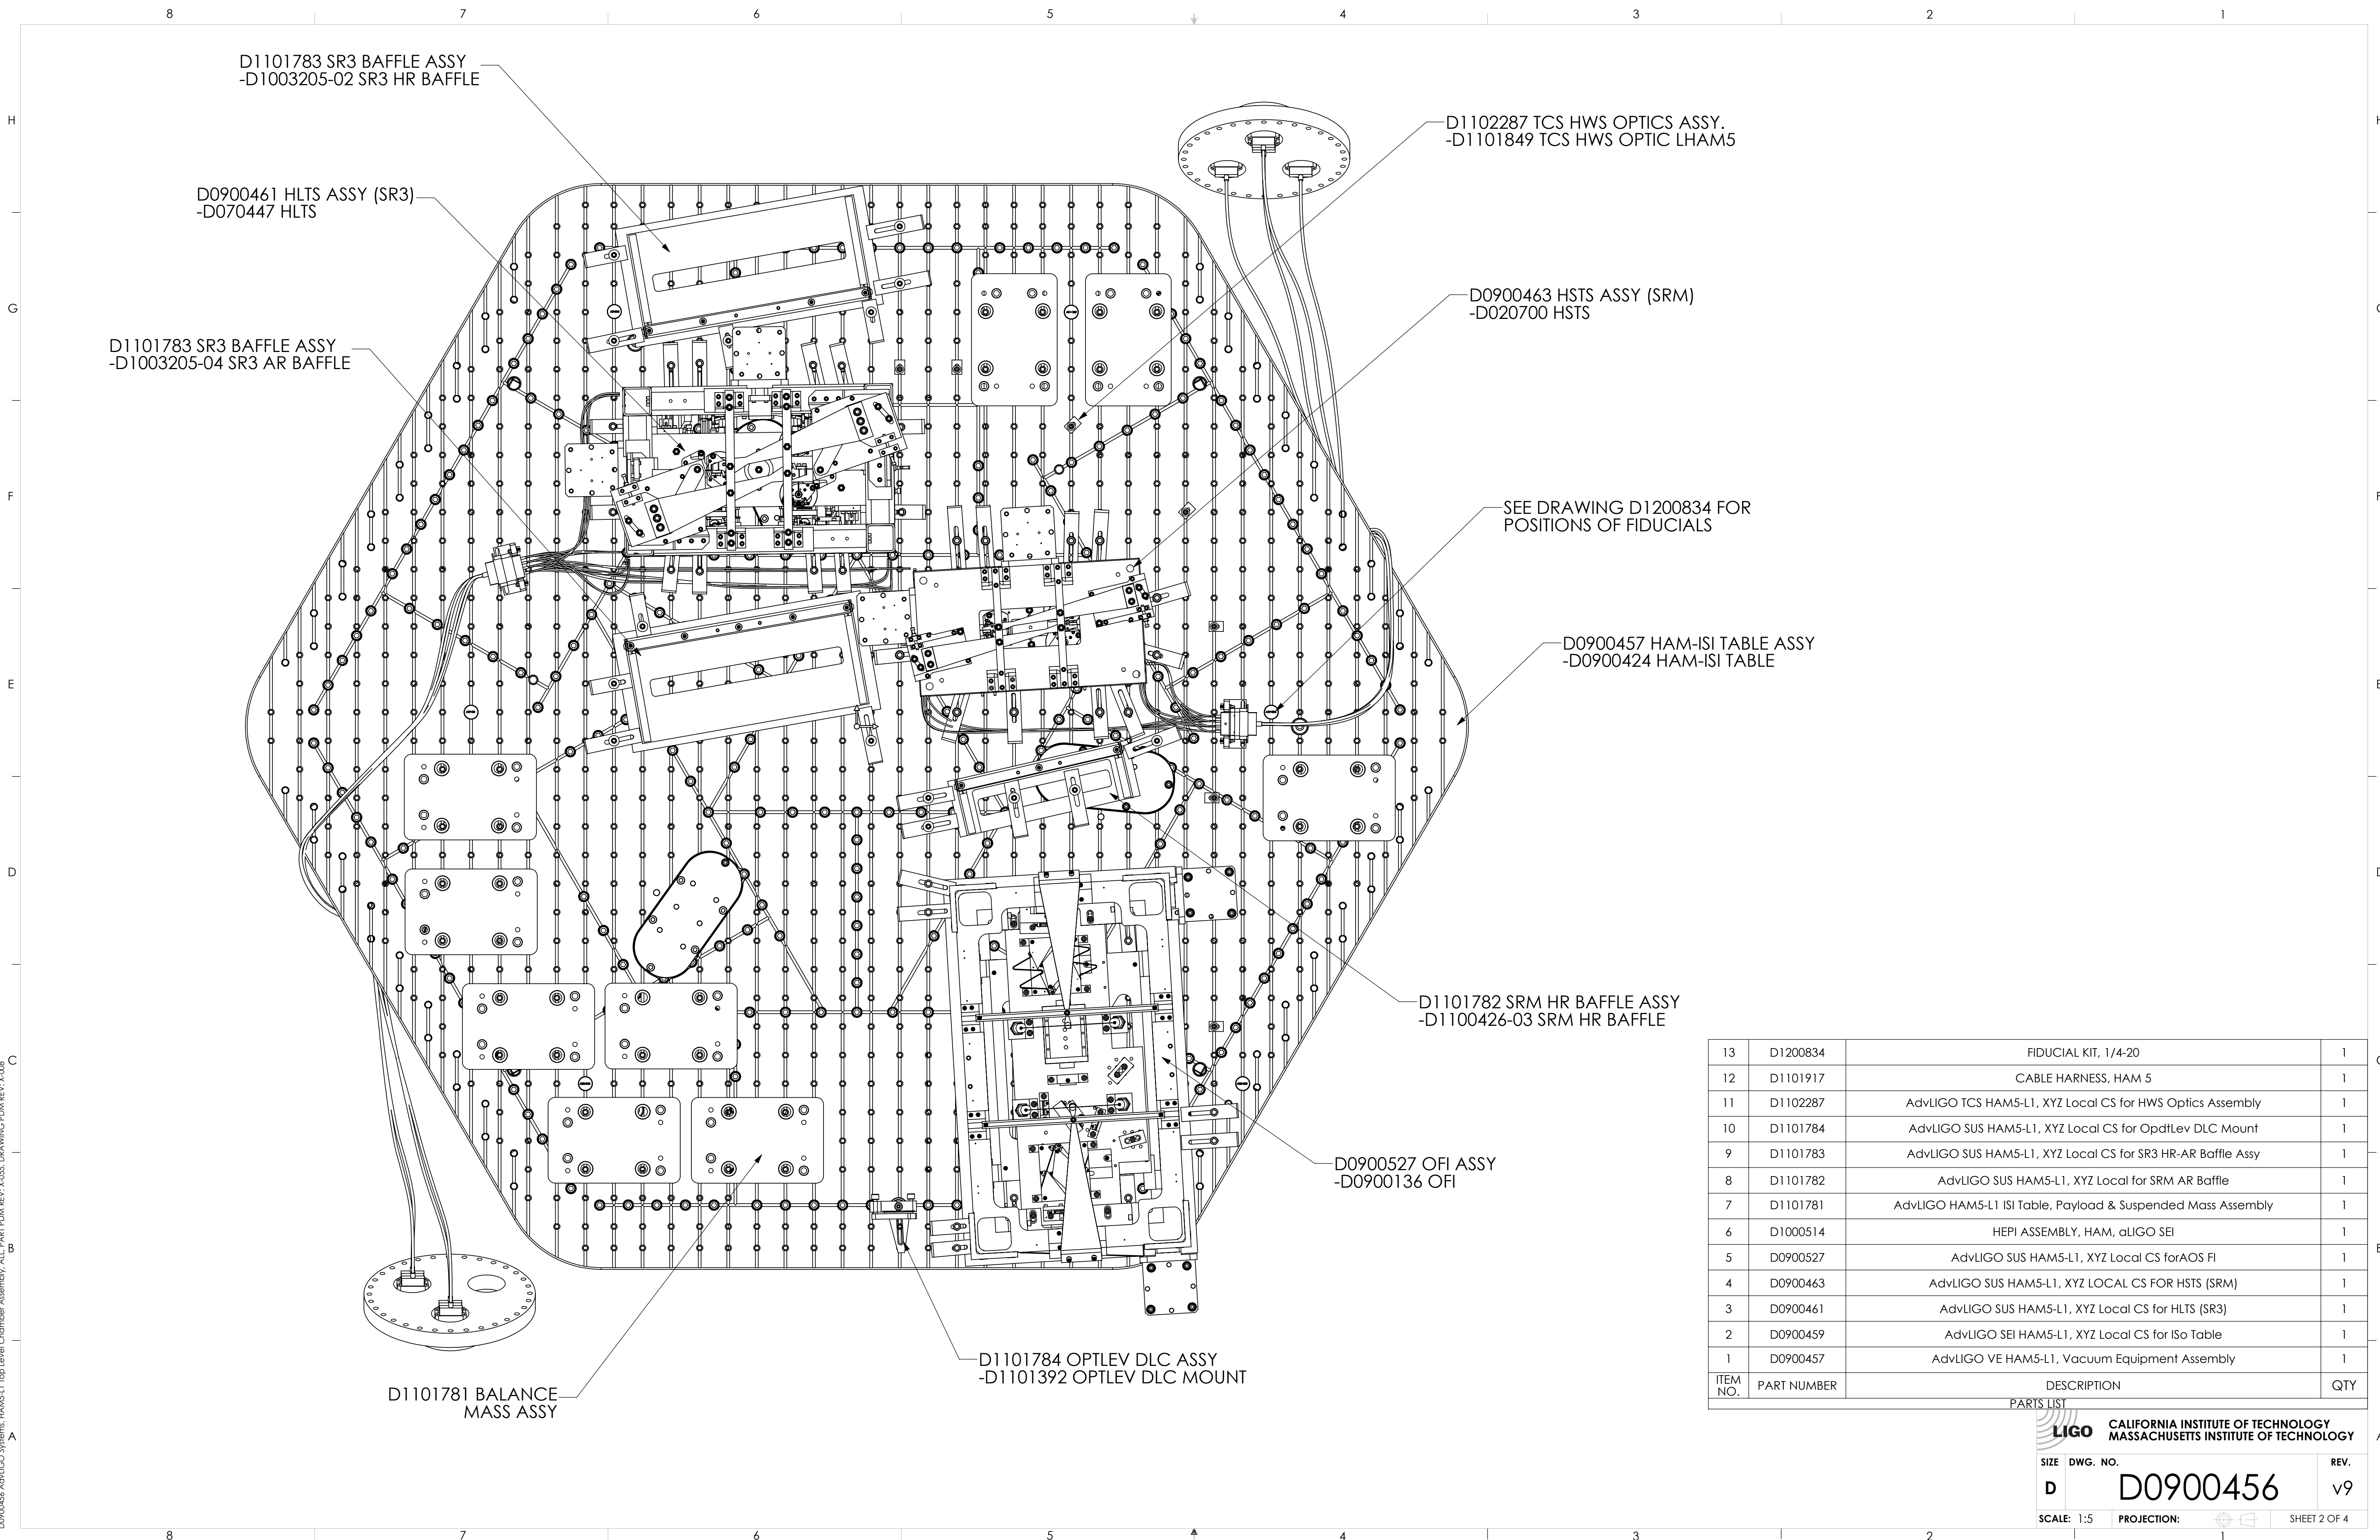 8 7 6 5 4 3 2 1
D1101783 SR3 BAFFLE ASSY
-D1003205-02 SR3 HR BAFFLE
D1102287 TCS HWS OPTICS ASSY.
-D1101849 TCS HWS OPTIC LHAM5
H
D0900461 HLTS ASSY (SR3)
-D070447 HLTS
D0900463 HSTS ASSY (SRM)
-D020700 HSTS
G
D1101783 SR3 BAFFLE ASSY
-D1003205-04 SR3 AR BAFFLE
F
SEE DRAWING D1200834 FOR
POSITIONS OF FIDUCIALS
D0900457 HAM-ISI TABLE ASSY
-D0900424 HAM-ISI TABLE
E
D
D1101782 SRM HR BAFFLE ASSY
-D1100426-03 SRM HR BAFFLE
C
D0900527 OFI ASSY
-D0900136 OFI
B
D1101784 OPTLEV DLC ASSY
-D1101392 OPTLEV DLC MOUNT
D1101781 BALANCE
MASS ASSY
A
13 D1200834 FIDUCIAL KIT, 1/4-20 1
12 D1101917 CABLE HARNESS, HAM 5 1
11 D1102287 AdvLIGO TCS HAM5-L1, XYZ Local CS for HWS Optics Assembly 1
10 D1101784 AdvLIGO SUS HAM5-L1, XYZ Local CS for OpdtLev DLC Mount 1
9 D1101783 AdvLIGO SUS HAM5-L1, XYZ Local CS for SR3 HR-AR Baffle Assy 1
8 D1101782 AdvLIGO SUS HAM5-L1, XYZ Local for SRM AR Baffle 1
7 D1101781 AdvLIGO HAM5-L1 ISI Table, Payload & Suspended Mass Assembly 1
6 D1000514 HEPI ASSEMBLY, HAM, aLIGO SEI 1
5 D0900527 AdvLIGO SUS HAM5-L1, XYZ Local CS forAOS FI 1
4 D0900463 AdvLIGO SUS HAM5-L1, XYZ LOCAL CS FOR HSTS (SRM) 1
3 D0900461 AdvLIGO SUS HAM5-L1, XYZ Local CS for HLTS (SR3) 1
2 D0900459 AdvLIGO SEI HAM5-L1, XYZ Local CS for ISo Table 1
1 D0900457 AdvLIGO VE HAM5-L1, Vacuum Equipment Assembly 1
ITEM NO. PART NUMBER DESCRIPTION QTY
PARTS LIST
LIGO
CALIFORNIA INSTITUTE OF TECHNOLOGY
MASSACHUSETTS INSTITUTE OF TECHNOLOGY
SIZE DWG. NO. REV.
D D0900456 v9
SCALE: 1:5 PROJECTION: SHEET 2 OF 4
8 7 6 5 4 3 2 1